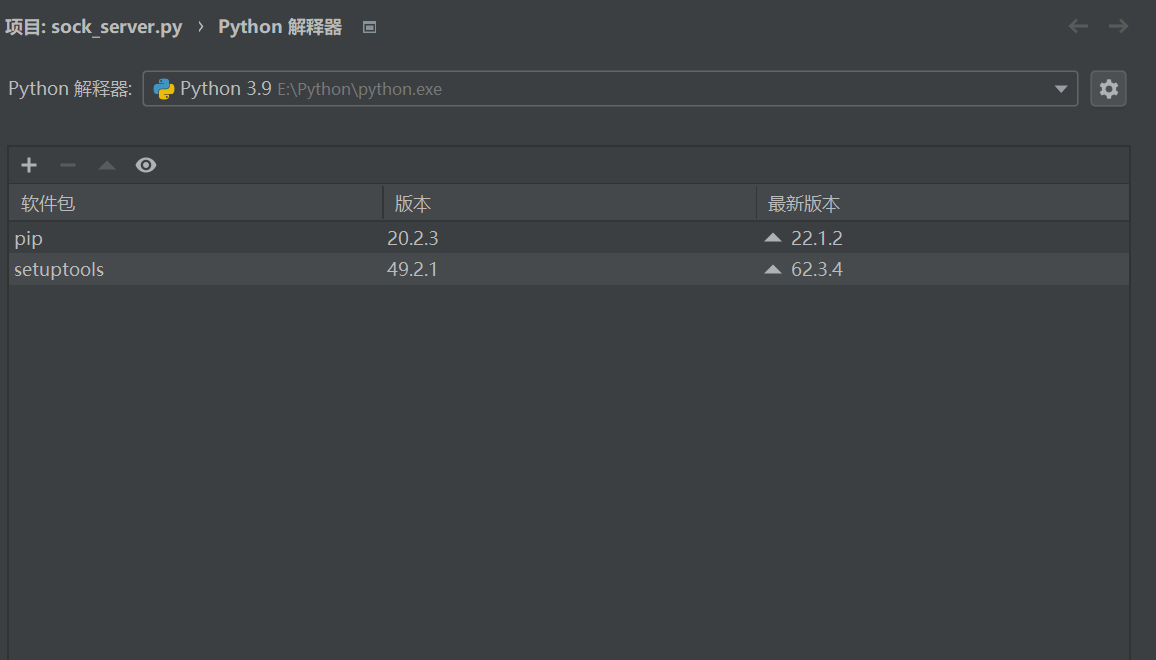 项目: sock_server.py › Python 解释器
Python 解释器: Python 3.9 E:\Python\python.exe
软件包 版本 最新版本
pip 20.2.3 22.1.2
setuptools 49.2.1 62.3.4